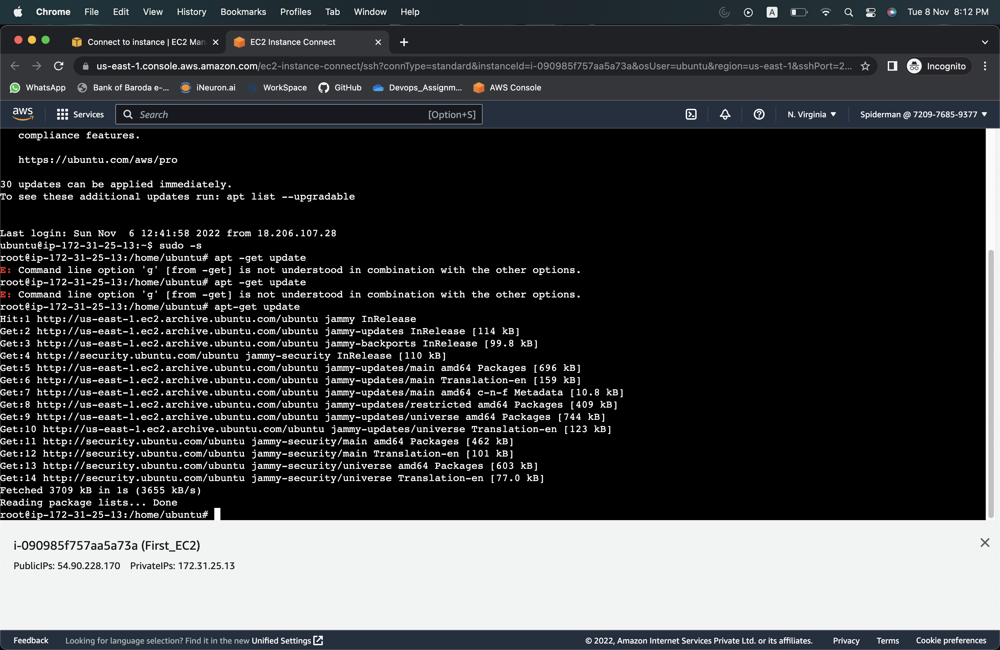 Chrome File Edit View History Bookmarks Profiles Tab Window Help A Tue 8 Nov 8:12 PM
Connect to instance | EC2 Man EC2 Instance Connect
us-east-1.console.aws.amazon.com/ec2-instance-connect/ssh?connType=standard&instanceId=i-090985f757aa5a73a&osUser=ubuntu&region=us-east-1&sshPort=2... Incognito
WhatsApp Bank of Baroda e-... iNeuron.ai WorkSpace GitHub Devops_Assignm... AWS Console
aws Services Search [Option+S] N. Virginia Spiderman @ 7209-7685-9377
compliance features.
https://ubuntu.com/aws/pro
30 updates can be applied immediately.
To see these additional updates run: apt list --upgradable
Last login: Sun Nov  6 12:41:58 2022 from 18.206.107.28
ubuntu@ip-172-31-25-13:~$ sudo -s
root@ip-172-31-25-13:/home/ubuntu# apt -get update
E: Command line option 'g' [from -get] is not understood in combination with the other options.
root@ip-172-31-25-13:/home/ubuntu# apt -get update
E: Command line option 'g' [from -get] is not understood in combination with the other options.
root@ip-172-31-25-13:/home/ubuntu# apt-get update
Hit:1 http://us-east-1.ec2.archive.ubuntu.com/ubuntu jammy InRelease
Get:2 http://us-east-1.ec2.archive.ubuntu.com/ubuntu jammy-updates InRelease [114 kB]
Get:3 http://us-east-1.ec2.archive.ubuntu.com/ubuntu jammy-backports InRelease [99.8 kB]
Get:4 http://security.ubuntu.com/ubuntu jammy-security InRelease [110 kB]
Get:5 http://us-east-1.ec2.archive.ubuntu.com/ubuntu jammy-updates/main amd64 Packages [696 kB]
Get:6 http://us-east-1.ec2.archive.ubuntu.com/ubuntu jammy-updates/main Translation-en [159 kB]
Get:7 http://us-east-1.ec2.archive.ubuntu.com/ubuntu jammy-updates/main amd64 c-n-f Metadata [10.8 kB]
Get:8 http://us-east-1.ec2.archive.ubuntu.com/ubuntu jammy-updates/restricted amd64 Packages [409 kB]
Get:9 http://us-east-1.ec2.archive.ubuntu.com/ubuntu jammy-updates/universe amd64 Packages [744 kB]
Get:10 http://us-east-1.ec2.archive.ubuntu.com/ubuntu jammy-updates/universe Translation-en [123 kB]
Get:11 http://security.ubuntu.com/ubuntu jammy-security/main amd64 Packages [462 kB]
Get:12 http://security.ubuntu.com/ubuntu jammy-security/main Translation-en [101 kB]
Get:13 http://security.ubuntu.com/ubuntu jammy-security/universe amd64 Packages [603 kB]
Get:14 http://security.ubuntu.com/ubuntu jammy-security/universe Translation-en [77.0 kB]
Fetched 3709 kB in 1s (3655 kB/s)
Reading package lists... Done
root@ip-172-31-25-13:/home/ubuntu#
i-090985f757aa5a73a (First_EC2)
PublicIPs: 54.90.228.170 PrivateIPs: 172.31.25.13
Feedback Looking for language selection? Find it in the new Unified Settings © 2022, Amazon Internet Services Private Ltd. or its affiliates. Privacy Terms Cookie preferences